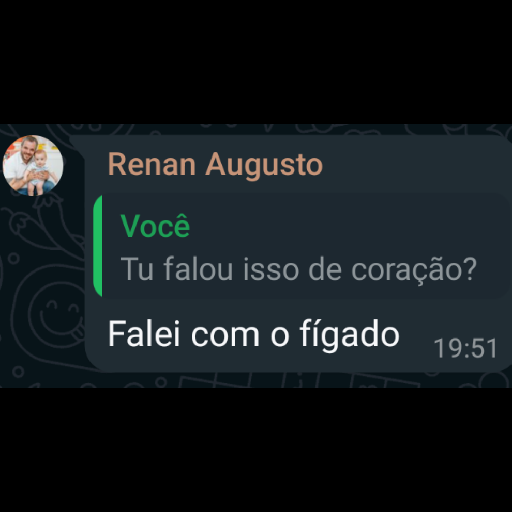 Renan Augusto
Você
Tu falou isso de coração?
Falei com o fígado
19:51